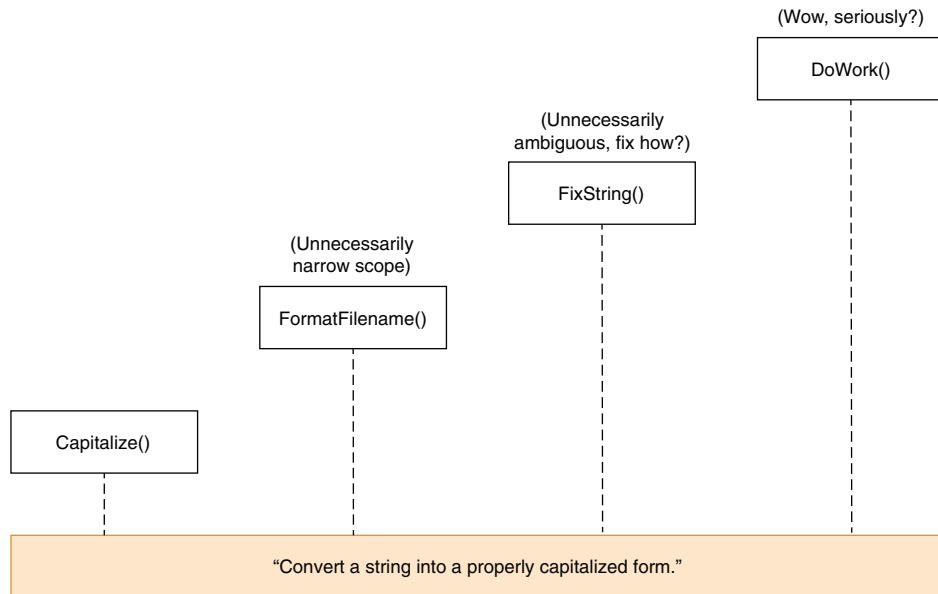 (Wow, seriously?)
DoWork()
(Unnecessarily
ambiguous, fix how?)
FixString()
(Unnecessarily
narrow scope)
FormatFilename()
Capitalize()
“Convert a string into a properly capitalized form.”